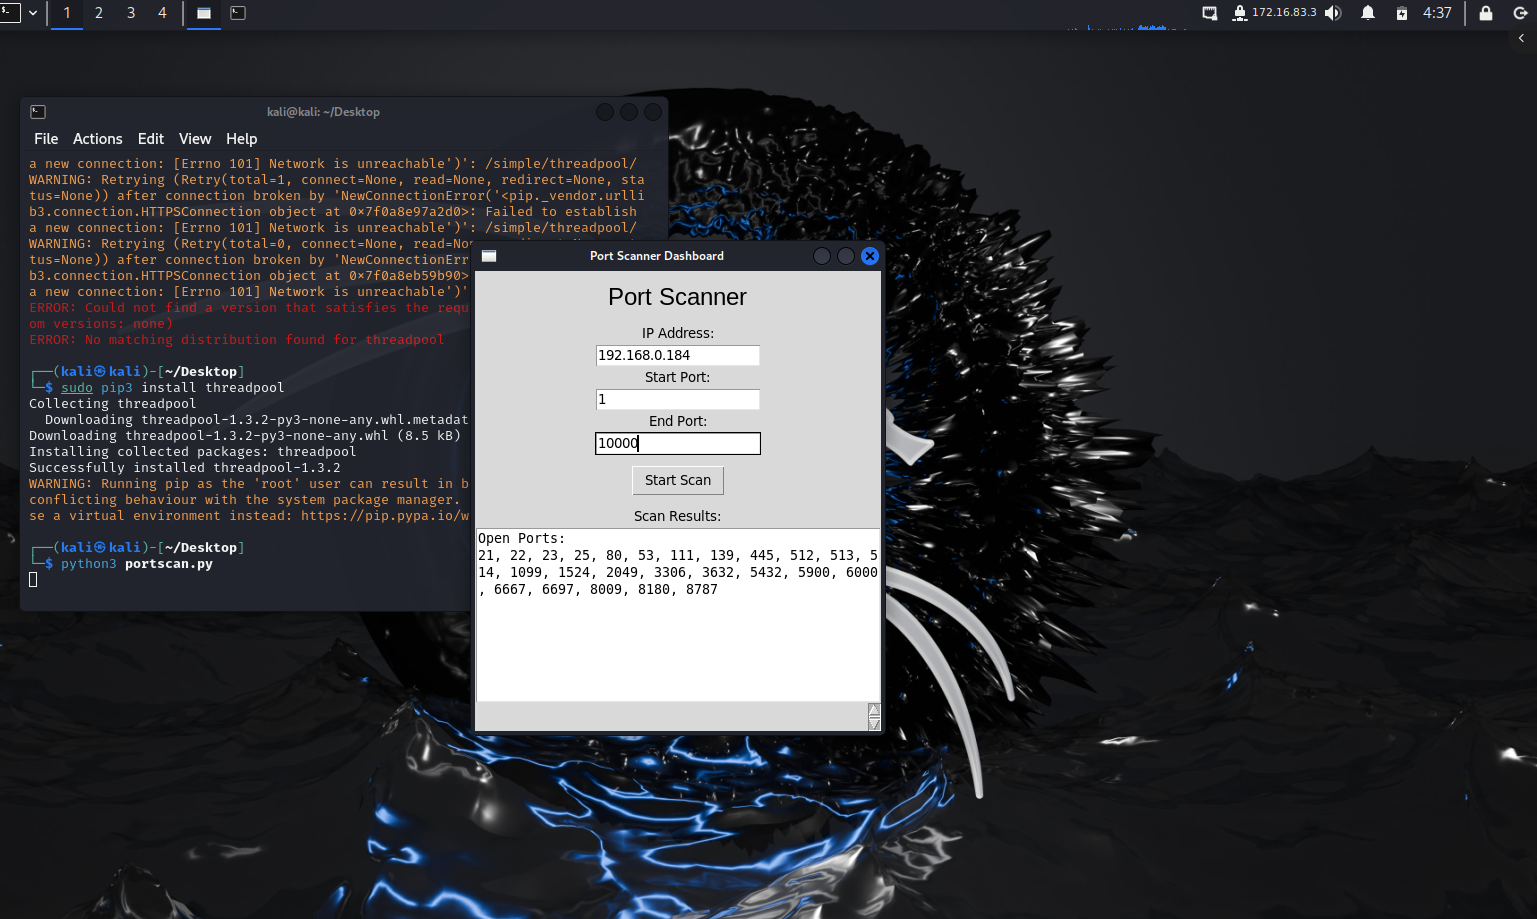 1 2 3 4
172.16.83.3 4:37
kali@kali: ~/Desktop
File Actions Edit View Help
a new connection: [Errno 101] Network is unreachable')': /simple/threadpool/
WARNING: Retrying (Retry(total=1, connect=None, read=None, redirect=None, sta
tus=None)) after connection broken by 'NewConnectionError('<pip._vendor.urlli
b3.connection.HTTPSConnection object at 0×7f0a8e97a2d0>: Failed to establish
a new connection: [Errno 101] Network is unreachable')': /simple/threadpool/
WARNING: Retrying (Retry(total=0, connect=None, read=No
tus=None)) after connection broken by 'NewConnectionErr
b3.connection.HTTPSConnection object at 0×7f0a8eb59b90>
a new connection: [Errno 101] Network is unreachable')'
ERROR: Could not find a version that satisfies the requ
om versions: none)
ERROR: No matching distribution found for threadpool
(kali㉿kali)-[~/Desktop]
$ sudo pip3 install threadpool
Collecting threadpool
Downloading threadpool-1.3.2-py3-none-any.whl.metadat
Downloading threadpool-1.3.2-py3-none-any.whl (8.5 kB)
Installing collected packages: threadpool
Successfully installed threadpool-1.3.2
WARNING: Running pip as the 'root' user can result in b
conflicting behaviour with the system package manager.
se a virtual environment instead: https://pip.pypa.io/w
(kali㉿kali)-[~/Desktop]
$ python3 portscan.py
Port Scanner Dashboard
Port Scanner
IP Address:
192.168.0.184
Start Port:
1
End Port:
10000
Start Scan
Scan Results:
Open Ports:
21, 22, 23, 25, 80, 53, 111, 139, 445, 512, 513, 5
14, 1099, 1524, 2049, 3306, 3632, 5432, 5900, 6000
, 6667, 6697, 8009, 8180, 8787